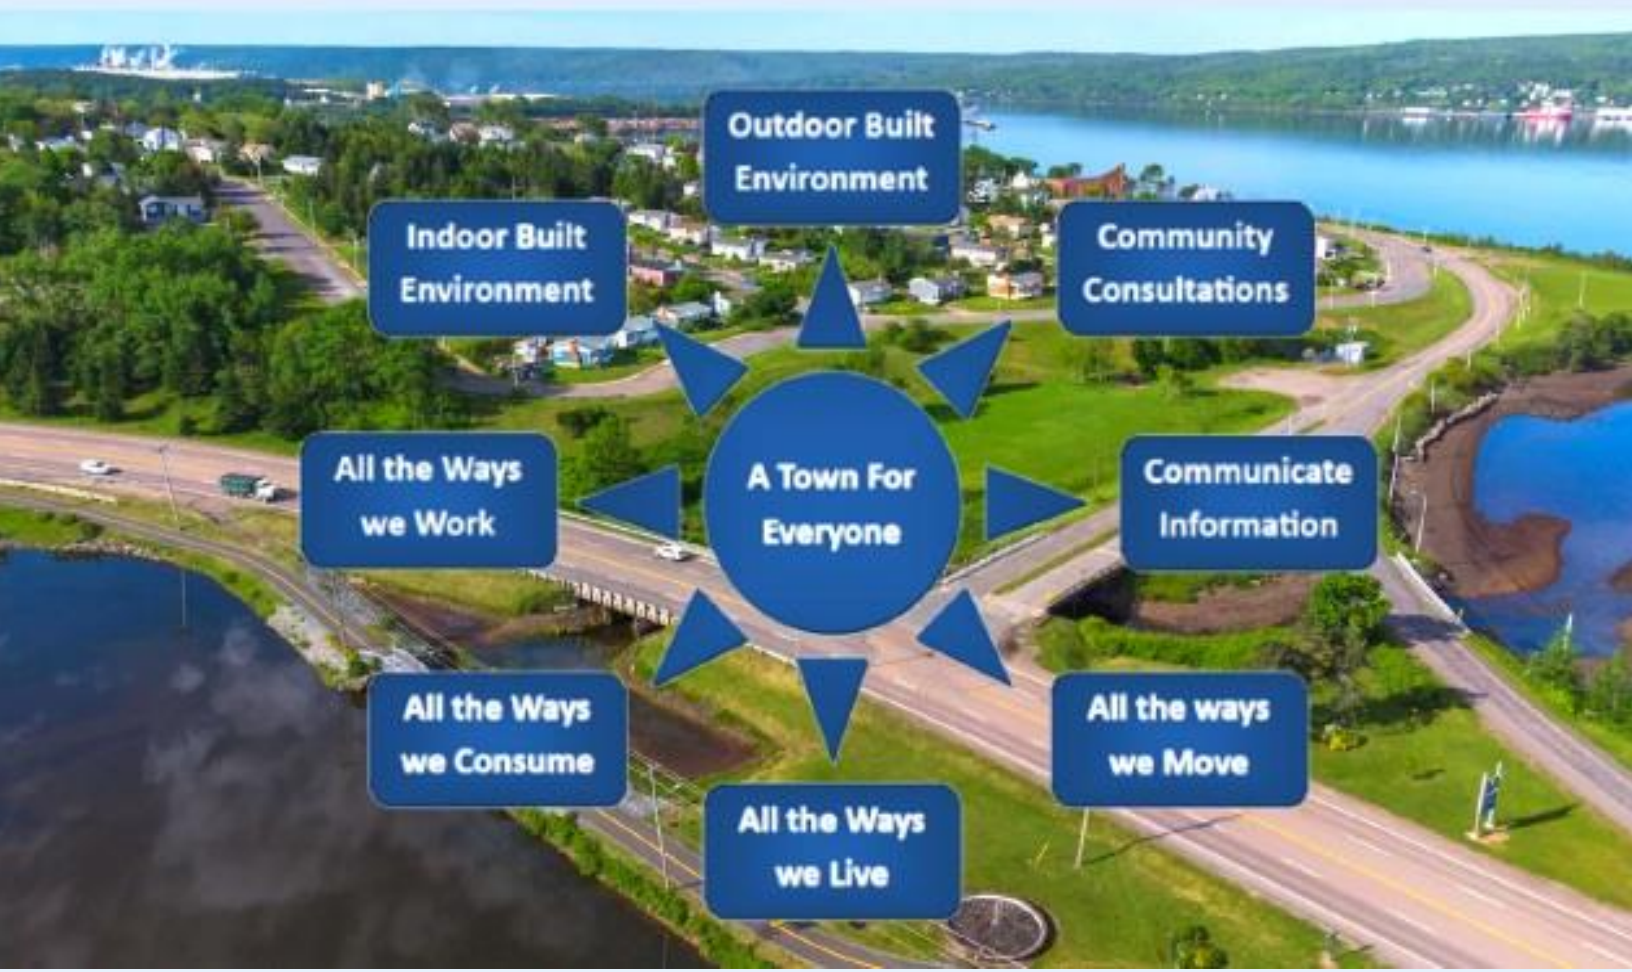 Outdoor Built
Environment
Indoor Built
Environment
Community
Consultations
All the Ways
we Work
A Town For
Everyone
Communicate
Information
All the Ways
we Consume
All the ways
we Move
All the Ways
we Live